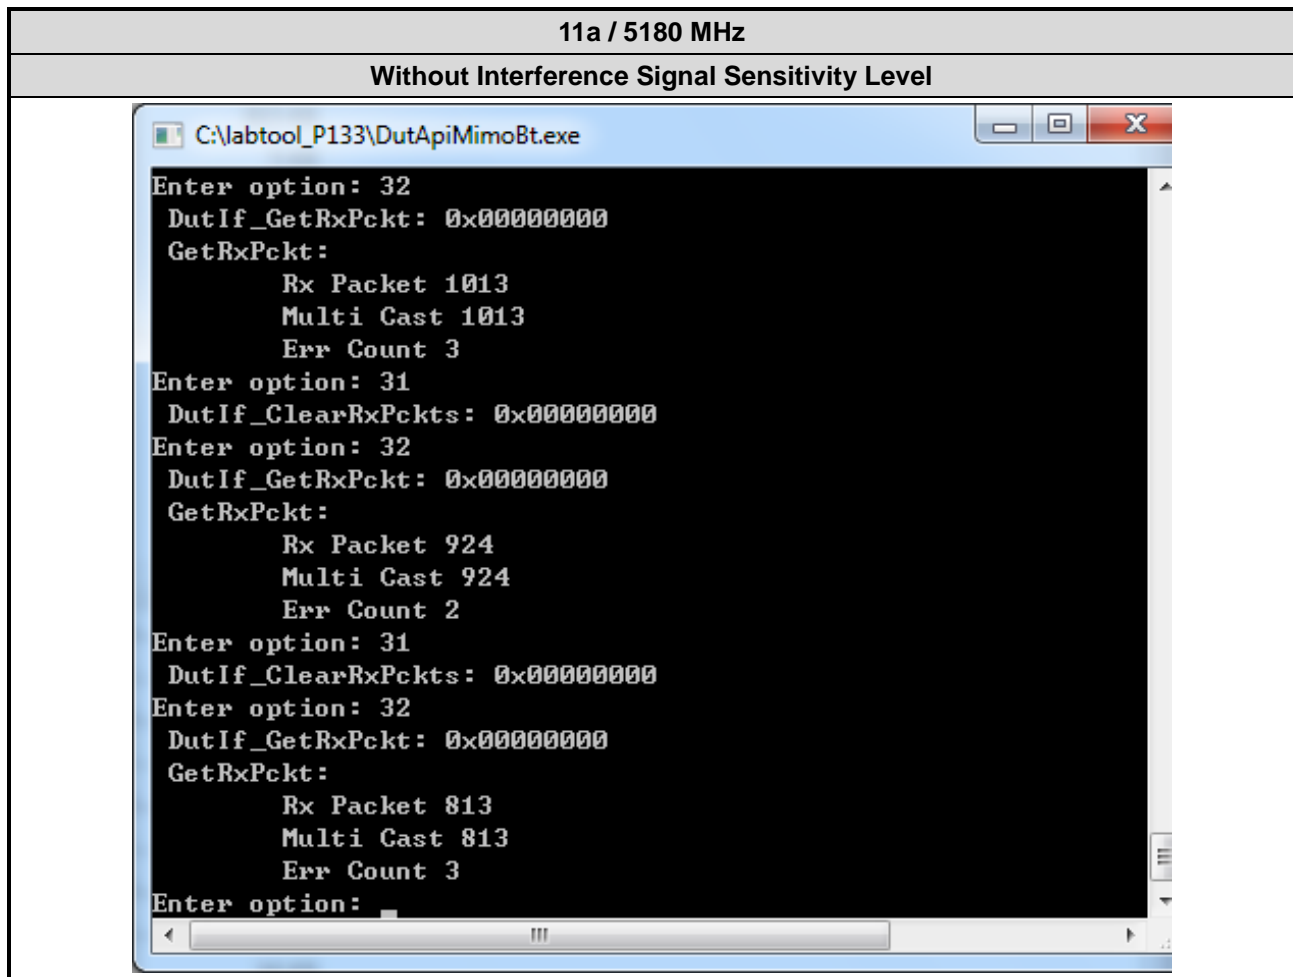 11a / 5180 MHz
Without Interference Signal Sensitivity Level
C:\labtool_P133\DutApiMimoBt.exe
Enter option: 32
DutIf_GetRxPckt: 0x00000000
GetRxPckt:
Rx Packet 1013
Multi Cast 1013
Err Count 3
Enter option: 31
DutIf_ClearRxPckts: 0x00000000
Enter option: 32
DutIf_GetRxPckt: 0x00000000
GetRxPckt:
Rx Packet 924
Multi Cast 924
Err Count 2
Enter option: 31
DutIf_ClearRxPckts: 0x00000000
Enter option: 32
DutIf_GetRxPckt: 0x00000000
GetRxPckt:
Rx Packet 813
Multi Cast 813
Err Count 3
Enter option: _